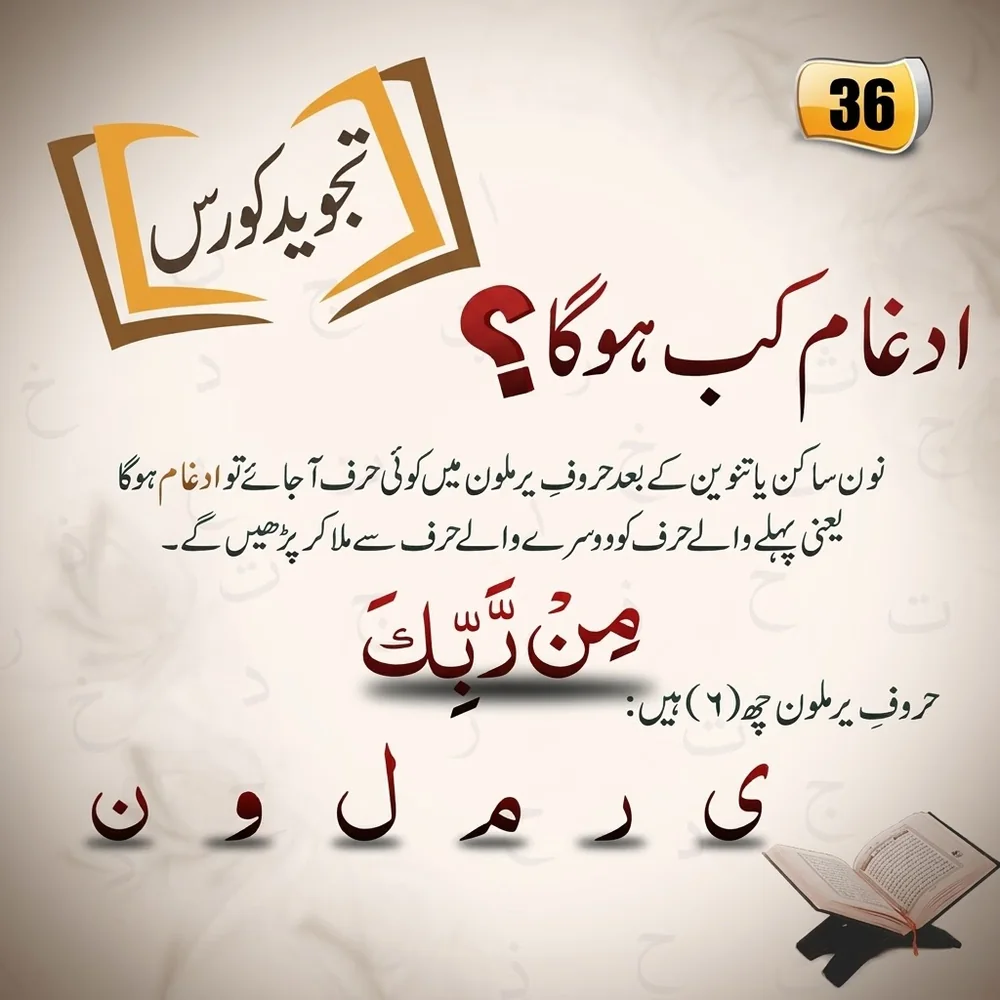 36
تجوید کورس
ادغام کب ہوگا؟
نون ساکن یا تنوین کے بعد حروفِ یرملون میں کوئی حرف آ جائے تو ادغام ہوگا
یعنی پہلے والے حرف کو دوسرے والے حرف سے ملا کر پڑھیں گے۔
مِنْ رَّبِّكَ
حروفِ یرملون چھ (٦) ہیں:
ی ر م ل و ن